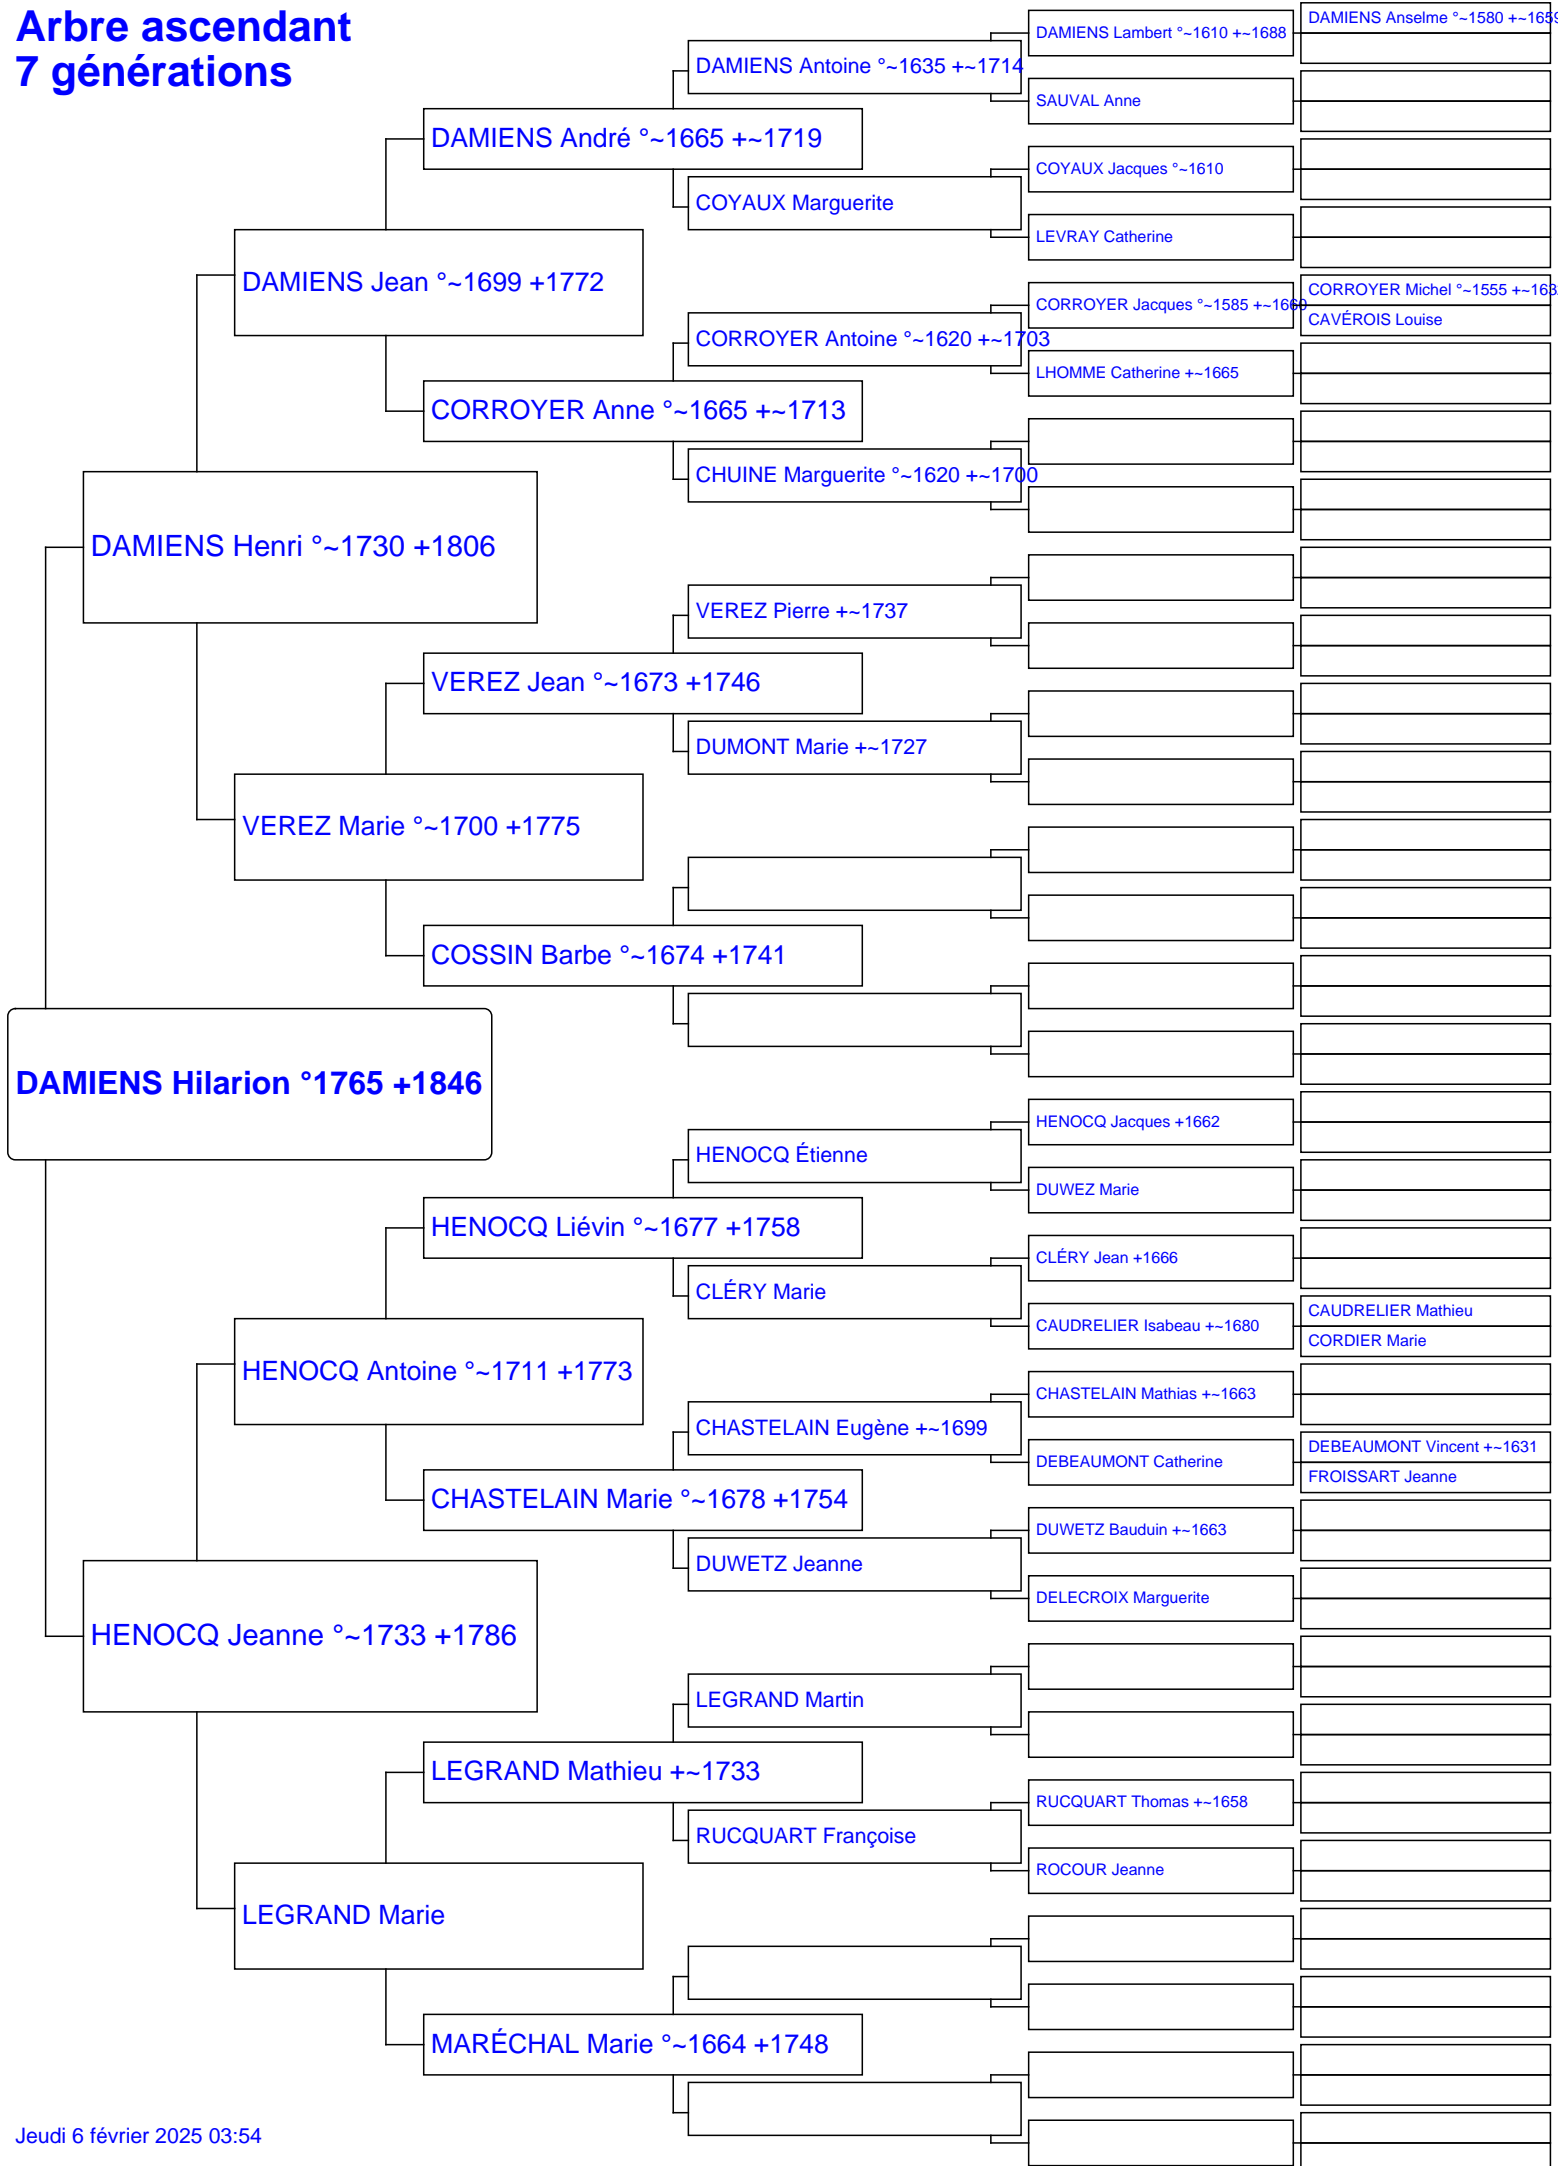 Arbre ascendant
7 générations
DAMIENS Hilarion °1765 +1846
DAMIENS Henri °~1730 +1806
HENOCQ Jeanne °~1733 +1786
DAMIENS Jean °~1699 +1772
VEREZ Marie °~1700 +1775
HENOCQ Antoine °~1711 +1773
LEGRAND Marie
DAMIENS André °~1665 +~1719
CORROYER Anne °~1665 +~1713
VEREZ Jean °~1673 +1746
COSSIN Barbe °~1674 +1741
HENOCQ Liévin °~1677 +1758
CHASTELAIN Marie °~1678 +1754
LEGRAND Mathieu +~1733
MARÉCHAL Marie °~1664 +1748
DAMIENS Antoine °~1635 +~1714
COYAUX Marguerite
CORROYER Antoine °~1620 +~1703
CHUINE Marguerite °~1620 +~1700
VEREZ Pierre +~1737
DUMONT Marie +~1727
HENOCQ Étienne
CLÉRY Marie
CHASTELAIN Eugène +~1699
DUWETZ Jeanne
LEGRAND Martin
RUCQUART Françoise
DAMIENS Lambert °~1610 +~1688
SAUVAL Anne
COYAUX Jacques °~1610
LEVRAY Catherine
CORROYER Jacques °~1585 +~1660
LHOMME Catherine +~1665
HENOCQ Jacques +1662
DUWEZ Marie
CLÉRY Jean +1666
CAUDRELIER Isabeau +~1680
CHASTELAIN Mathias +~1663
DEBEAUMONT Catherine
DUWETZ Bauduin +~1663
DELECROIX Marguerite
RUCQUART Thomas +~1658
ROCOUR Jeanne
DAMIENS Anselme °~1580 +~1659
CORROYER Michel °~1555
CAVÉROIS Louise
CAUDRELIER Mathieu
CORDIER Marie
DEBEAUMONT Vincent +~1631
FROISSART Jeanne
Jeudi 6 février 2025 03:54